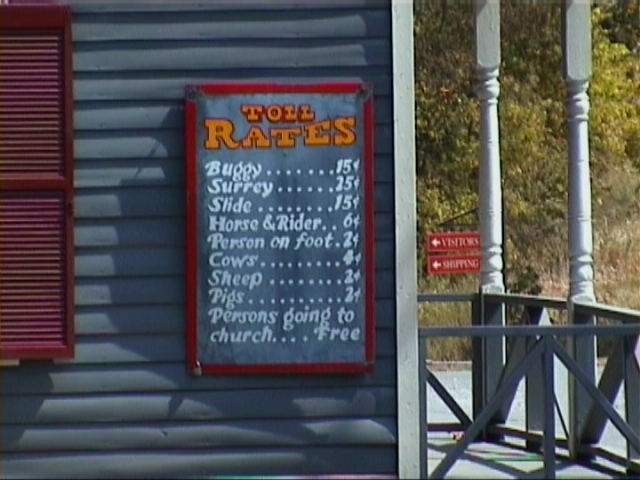 TOLL
RATES
Buggy........15¢
Surrey.......25¢
Slide.........15¢
Horse & Rider.. 6¢
Person on foot.2¢
Cows..........4¢
Sheep.........2¢
Pigs...........2¢
Persons going to
church.... Free
VISITORS
SHIPPING